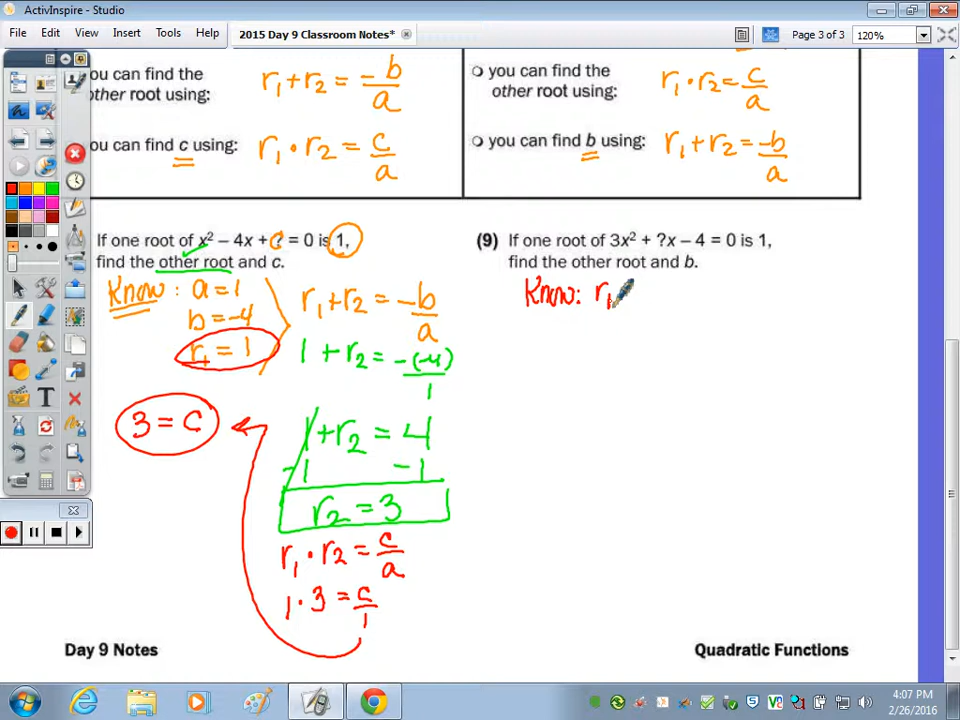 ActivInspire
File Edit View Insert Tools Help
2015 Day 9 Classroom Notes*
Page 3 of 3
120%
ou can find the
other root using:
r₁ + r₂ = -b/a
ou can find c using:
r₁ · r₂ = c/a
you can find the
other root using:
r₁ · r₂ = c/a
you can find b using:
r₁ + r₂ = -b/a
If one root of x² – 4x + ? = 0 is 1,
find the other root and c.
Know: a = 1
b = -4
r₁ = 1
r₁ + r₂ = -b/a
1 + r₂ = -(-4)/1
1 + r₂ = 4
-1 -1
r₂ = 3
r₁ · r₂ = c/a
1 · 3 = c/1
3 = c
(9) If one root of 3x² + ?x – 4 = 0 is 1,
find the other root and b.
Know: r₁
Day 9 Notes
Quadratic Functions
4:07 PM
2/26/2016